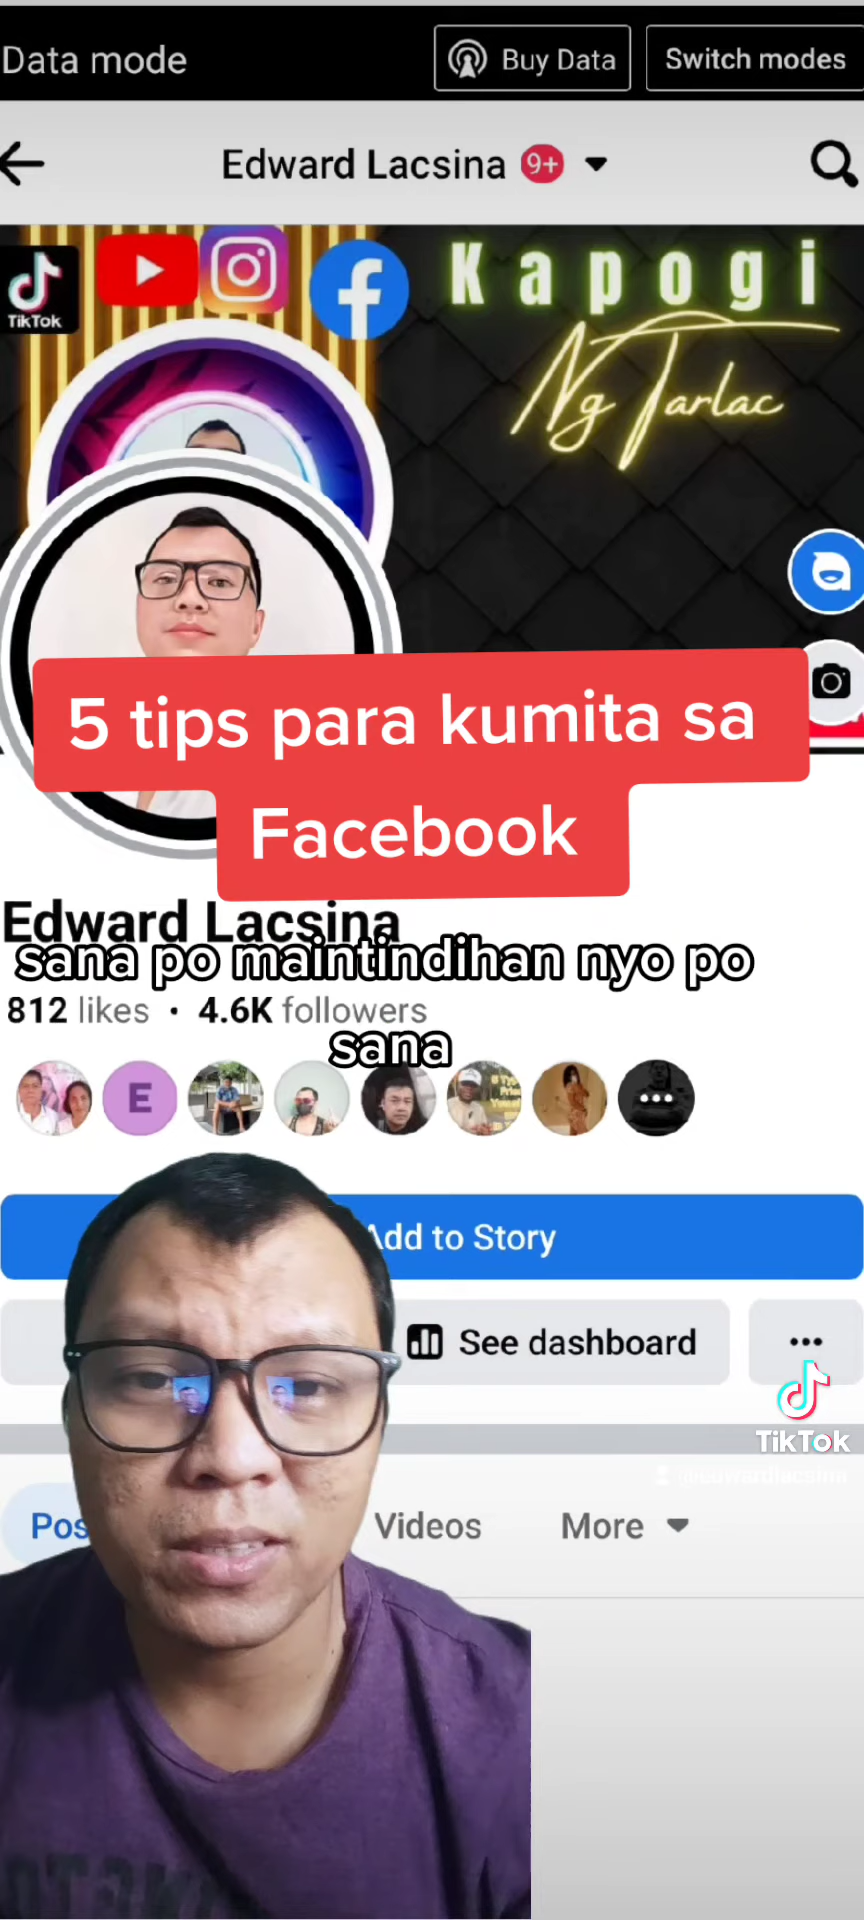 Data mode
Buy Data
Switch modes
Edward Lacsina 9+
TikTok
Kapogi
Ng Tarlac
5 tips para kumita sa
Facebook
Edward Lacsina
sana po maintindihan nyo po
sana
812 likes · 4.6K followers
E
Add to Story
See dashboard
TikTok
@edwardlacsina
Pos
Videos
More